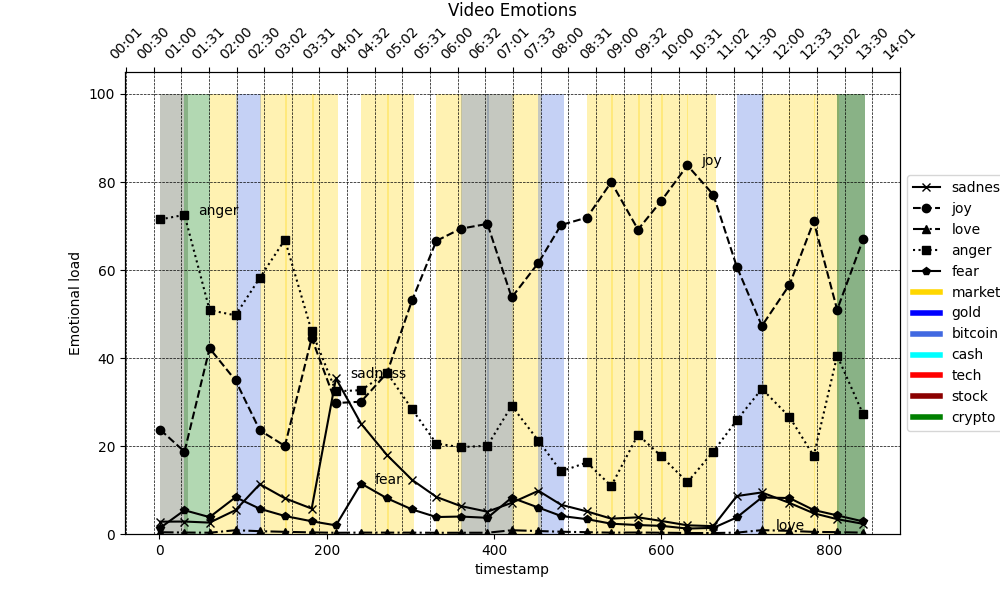 Video Emotions
00:01 00:30 01:00 01:31 02:00 02:30 03:02 03:31 04:01 04:32 05:02 05:31 06:00 06:32 07:01 07:33 08:00 08:31 09:00 09:32 10:00 10:31 11:02 11:30 12:00 12:33 13:02 13:30 14:01
Emotional load
100
80
60
40
20
0
joy
anger
sadness
fear
love
0 200 400 600 800
timestamp
sadnes
joy
love
anger
fear
market
gold
bitcoin
cash
tech
stock
crypto